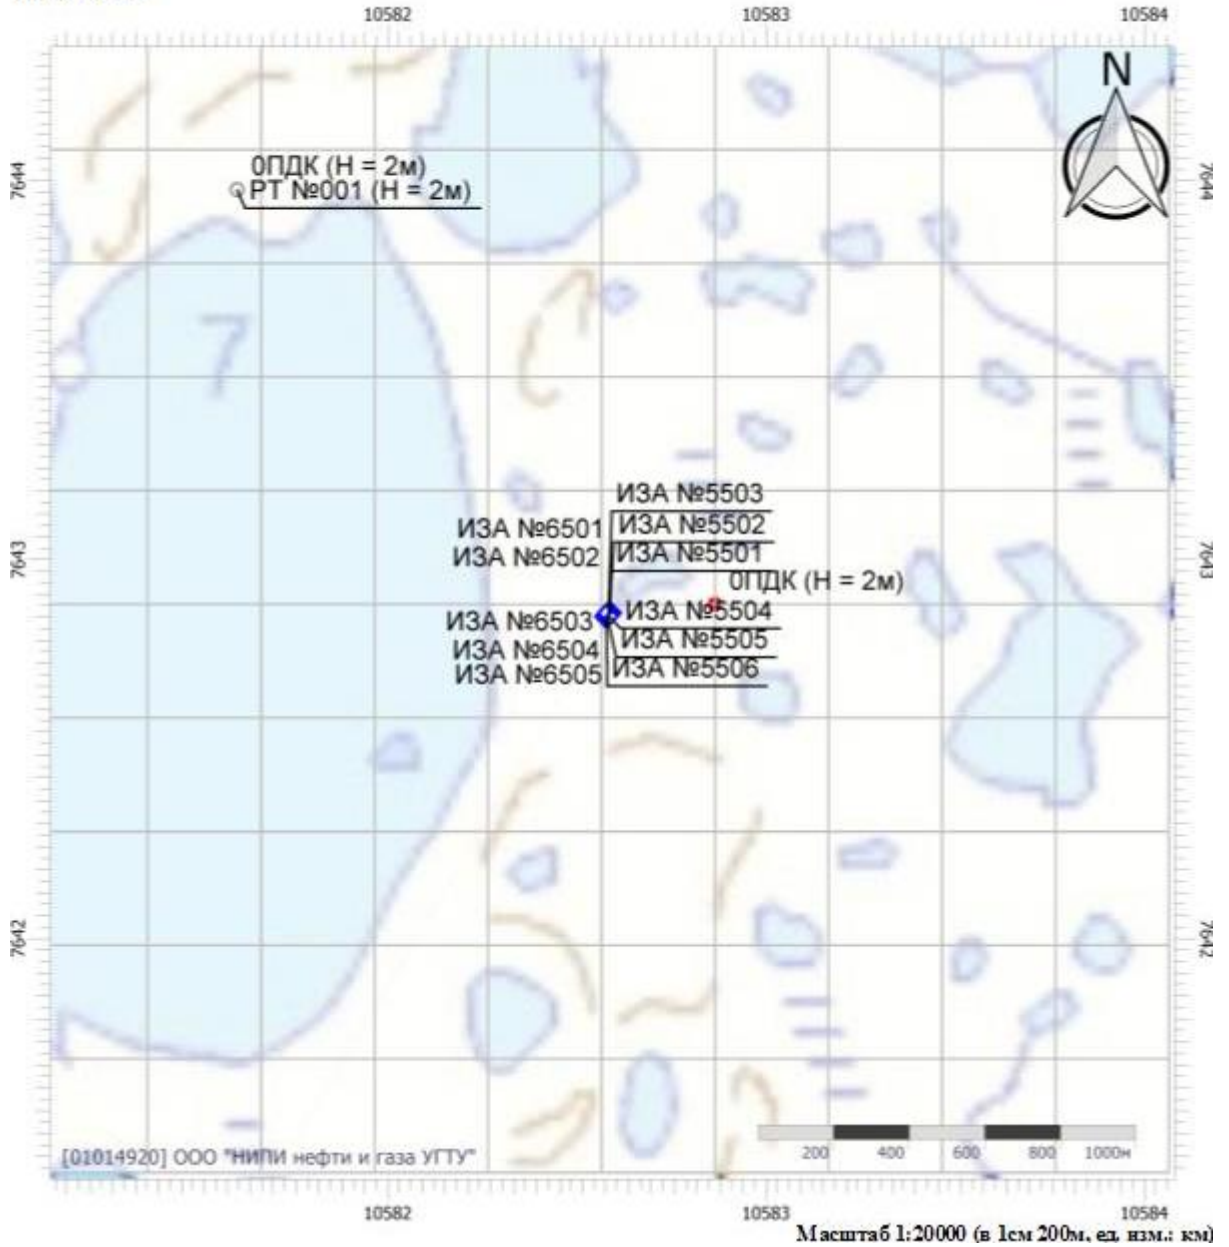 10582 10583 10584
N
7644 7644
0ПДК (H = 2м)
РТ №001 (H = 2м)
ИЗА №5503
ИЗА №6501 ИЗА №5502
ИЗА №6502 ИЗА №5501
7643 7643
0ПДК (H = 2м)
ИЗА №6503 ИЗА №5504
ИЗА №6504 ИЗА №5505
ИЗА №6505 ИЗА №5506
7642 7642
200 400 600 800 1000м
[01014920] ООО "НИПИ нефти и газа УГТУ"
10582 10583 10584
Масштаб 1:20000 (в 1см 200м, ед. изм.: км)